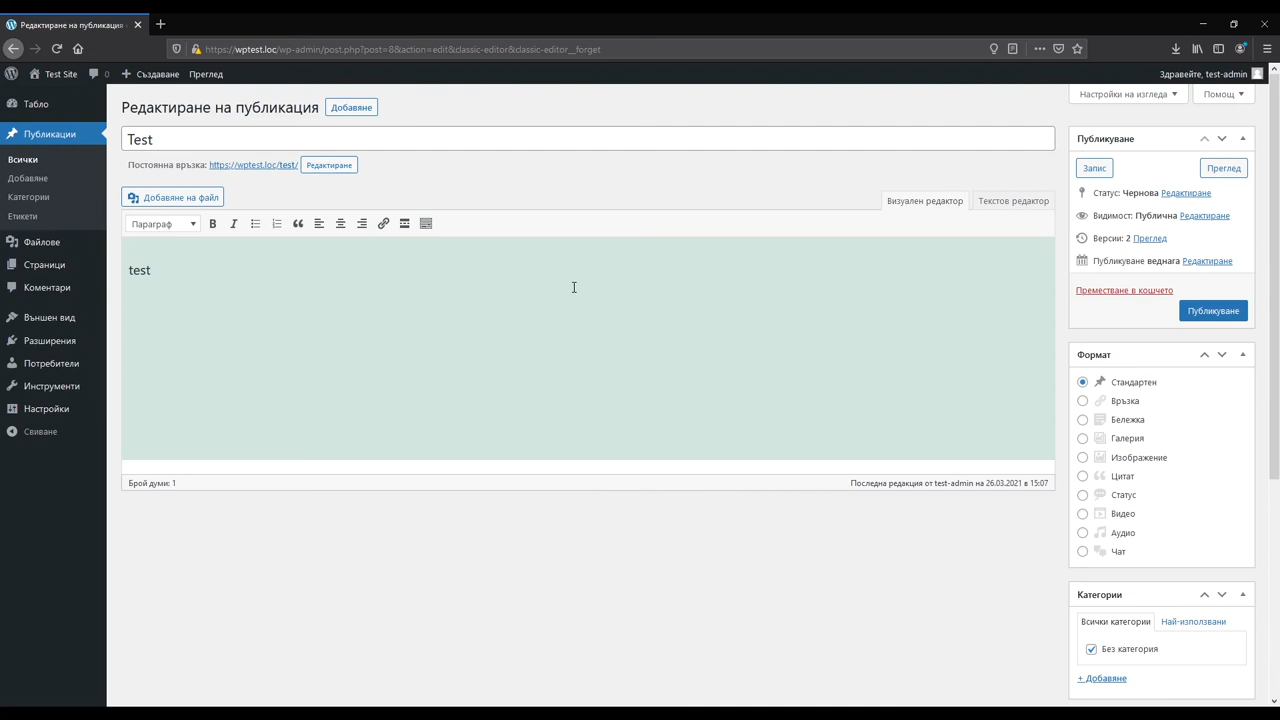 Редактиране на публикация
https://wptest.loc/wp-admin/post.php?post=8&action=edit&classic-editor&classic-editor__forget
Test Site
0
Създаване
Преглед
Здравейте, test-admin
Табло
Публикации
Всички
Добавяне
Категории
Етикети
Файлове
Страници
Коментари
Външен вид
Разширения
Потребители
Инструменти
Настройки
Свиване
Настройки на изгледа
Помощ
Редактиране на публикация
Добавяне
Test
Постоянна връзка: https://wptest.loc/test/ Редактиране
Добавяне на файл
Визуален редактор
Текстов редактор
Параграф
test
Брой думи: 1
Последна редакция от test-admin на 26.03.2021 в 15:07
Публикуване
Запис
Преглед
Статус: Чернова Редактиране
Видимост: Публична Редактиране
Версии: 2 Преглед
Публикуване веднага Редактиране
Преместване в кошчето
Публикуване
Формат
Стандартен
Връзка
Бележка
Галерия
Изображение
Цитат
Статус
Видео
Аудио
Чат
Категории
Всички категории
Най-използвани
Без категория
+ Добавяне